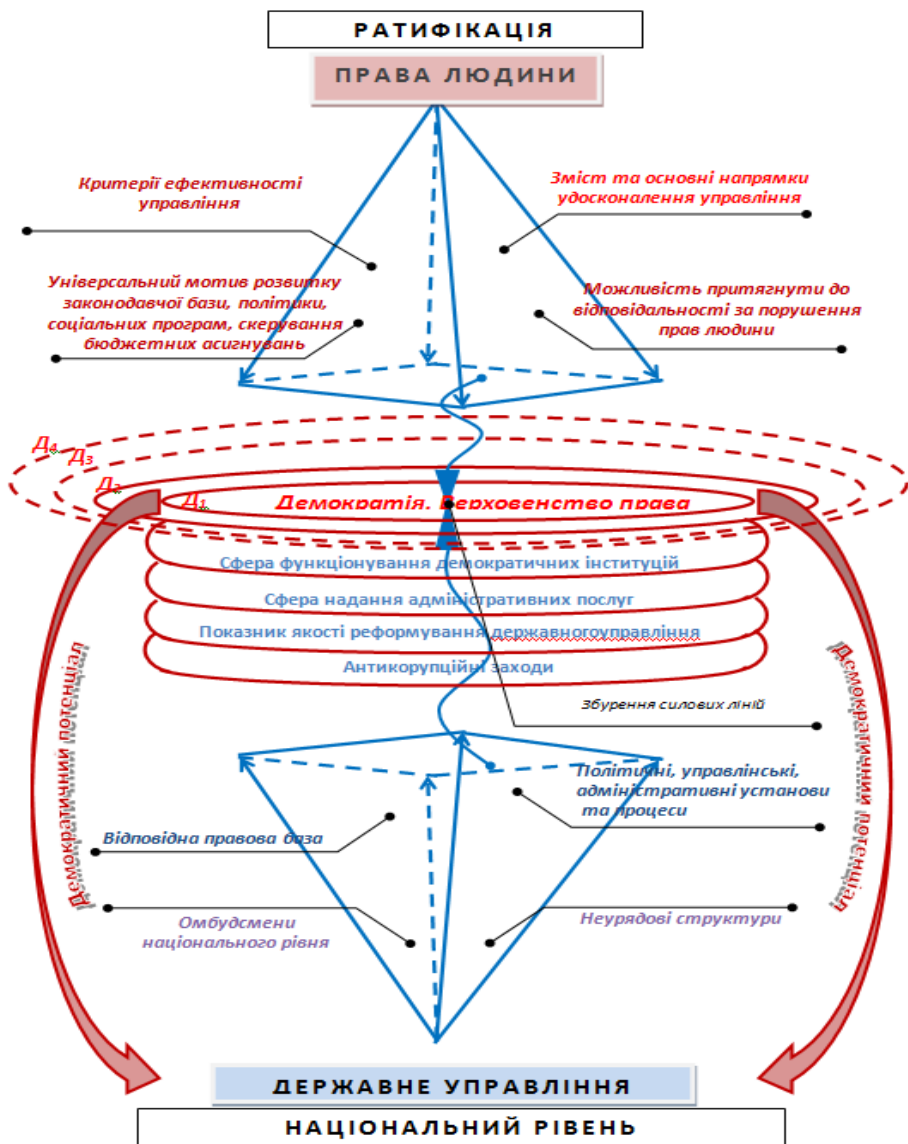 РАТИФІКАЦІЯ
ПРАВА ЛЮДИНИ
Критерії ефективності
управління
Зміст та основні напрямки
удосконалення управління
Універсальний мотив розвитку
законодавчої бази, політики,
соціальних програм, скерування
бюджетних асигнувань
Можливість притягнути до
відповідальності за порушення
прав людини
Д4
Д3
Д2
Д1
Демократія. Верховенство права
Сфера функціонування демократичних інституцій
Сфера надання адміністративних послуг
Показник якості реформування державногоуправління
Антикорупційні заходи
Демократичний потенціал
Демократичний потенціал
Збурення силових ліній
Політичні, управлінські,
адміністративні установи
та процеси
Відповідна правова база
Омбудсмени
національного рівня
Неурядові структури
ДЕРЖАВНЕ УПРАВЛІННЯ
НАЦІОНАЛЬНИЙ РІВЕНЬ